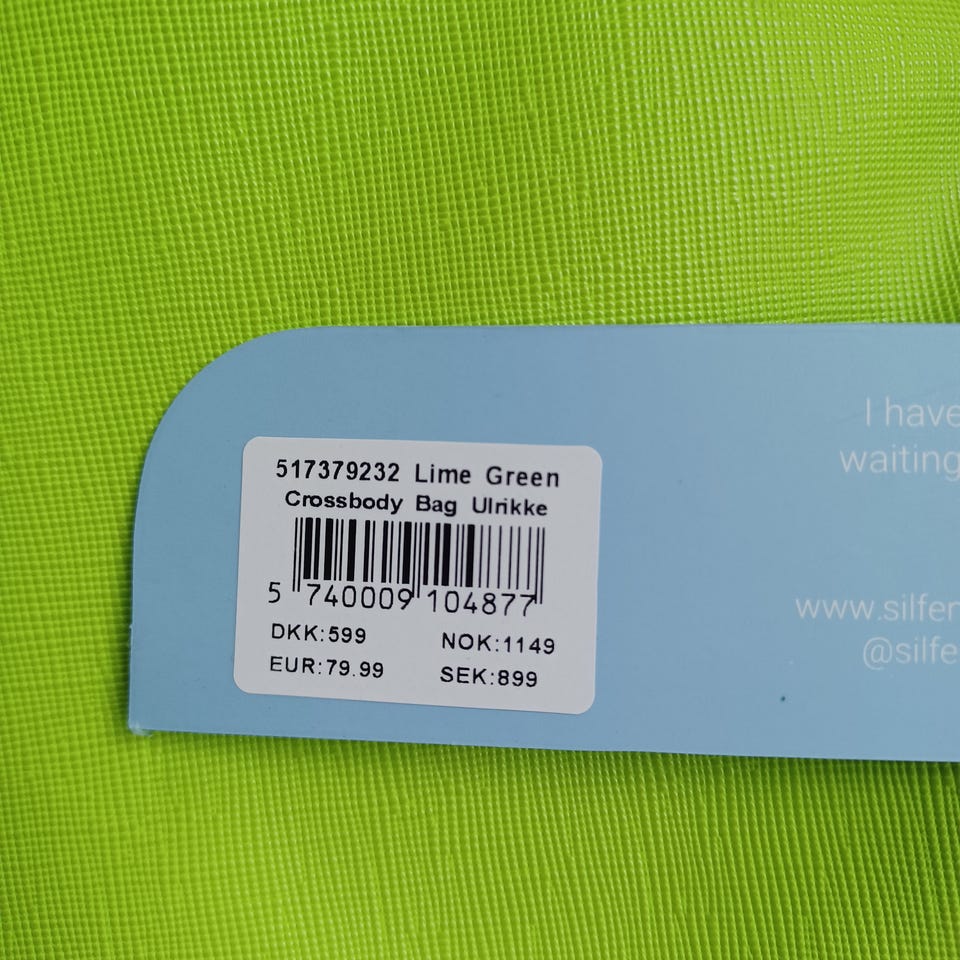 I have
waiting
517379232 Lime Green
Crossbody Bag Ulrikke
5 740009 104877
DKK:599 NOK:1149
EUR:79.99 SEK:899
www.silfen
@silfe